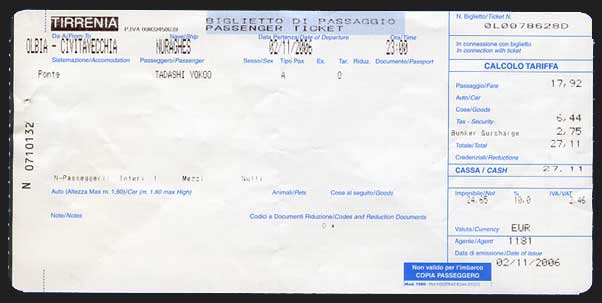 TIRRENIA
BIGLIETTO DI PASSAGGIO
PASSENGER TICKET
N. Biglietto/Ticket N.
0L0078628D
Da A/From To Nave/Ship Data Partenza/Date of Departure Ora/Time
OLBIA - CIVITAVECCHIA NURAGHES 02/11/2006 23:00
In connessione con biglietto
In connection with ticket
Sistemazione/Accomodation Passeggero/Passenger Sesso/Sex Tipo Pax Ex. Tar. Riduz. Documento/Passport
Ponte TADASHI YOKOO A O
CALCOLO TARIFFA
Passaggio/Fare 17,92
Auto/Car
Cose/Goods
Tax - Security 6,44
Bunker Surcharge 2,75
Totale/Total 27,11
Credenziali/Reductions
CASSA / CASH 27.11
N 0710132
N-Passeggeri: Interi 1 Mezzi Nulli
Auto (Altezza Max m. 1,80)/Car (m. 1.80 max High) Animali/Pets Cose al seguito/Goods
Imponibile/Net % IVA/VAT
24.65 10,0 2.46
Note/Notes Codici e Documenti Riduzione/Codes and Reduction Documents
Valuta/Currency EUR
Agente/Agent 1181
Data di emissione/Date of issue
02/11/2006
Non valido per l'imbarco
COPIA PASSEGGERO